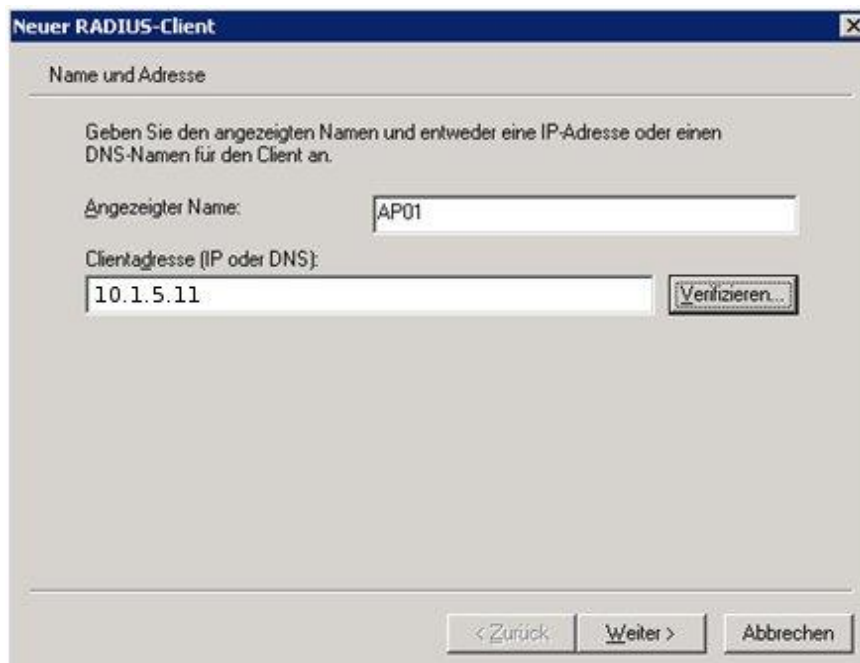 Neuer RADIUS-Client
Name und Adresse
Geben Sie den angezeigten Namen und entweder eine IP-Adresse oder einen
DNS-Namen für den Client an.
Angezeigter Name:
AP01
Clientadresse (IP oder DNS):
10.1.5.11
Verifizieren...
< Zurück
Weiter >
Abbrechen